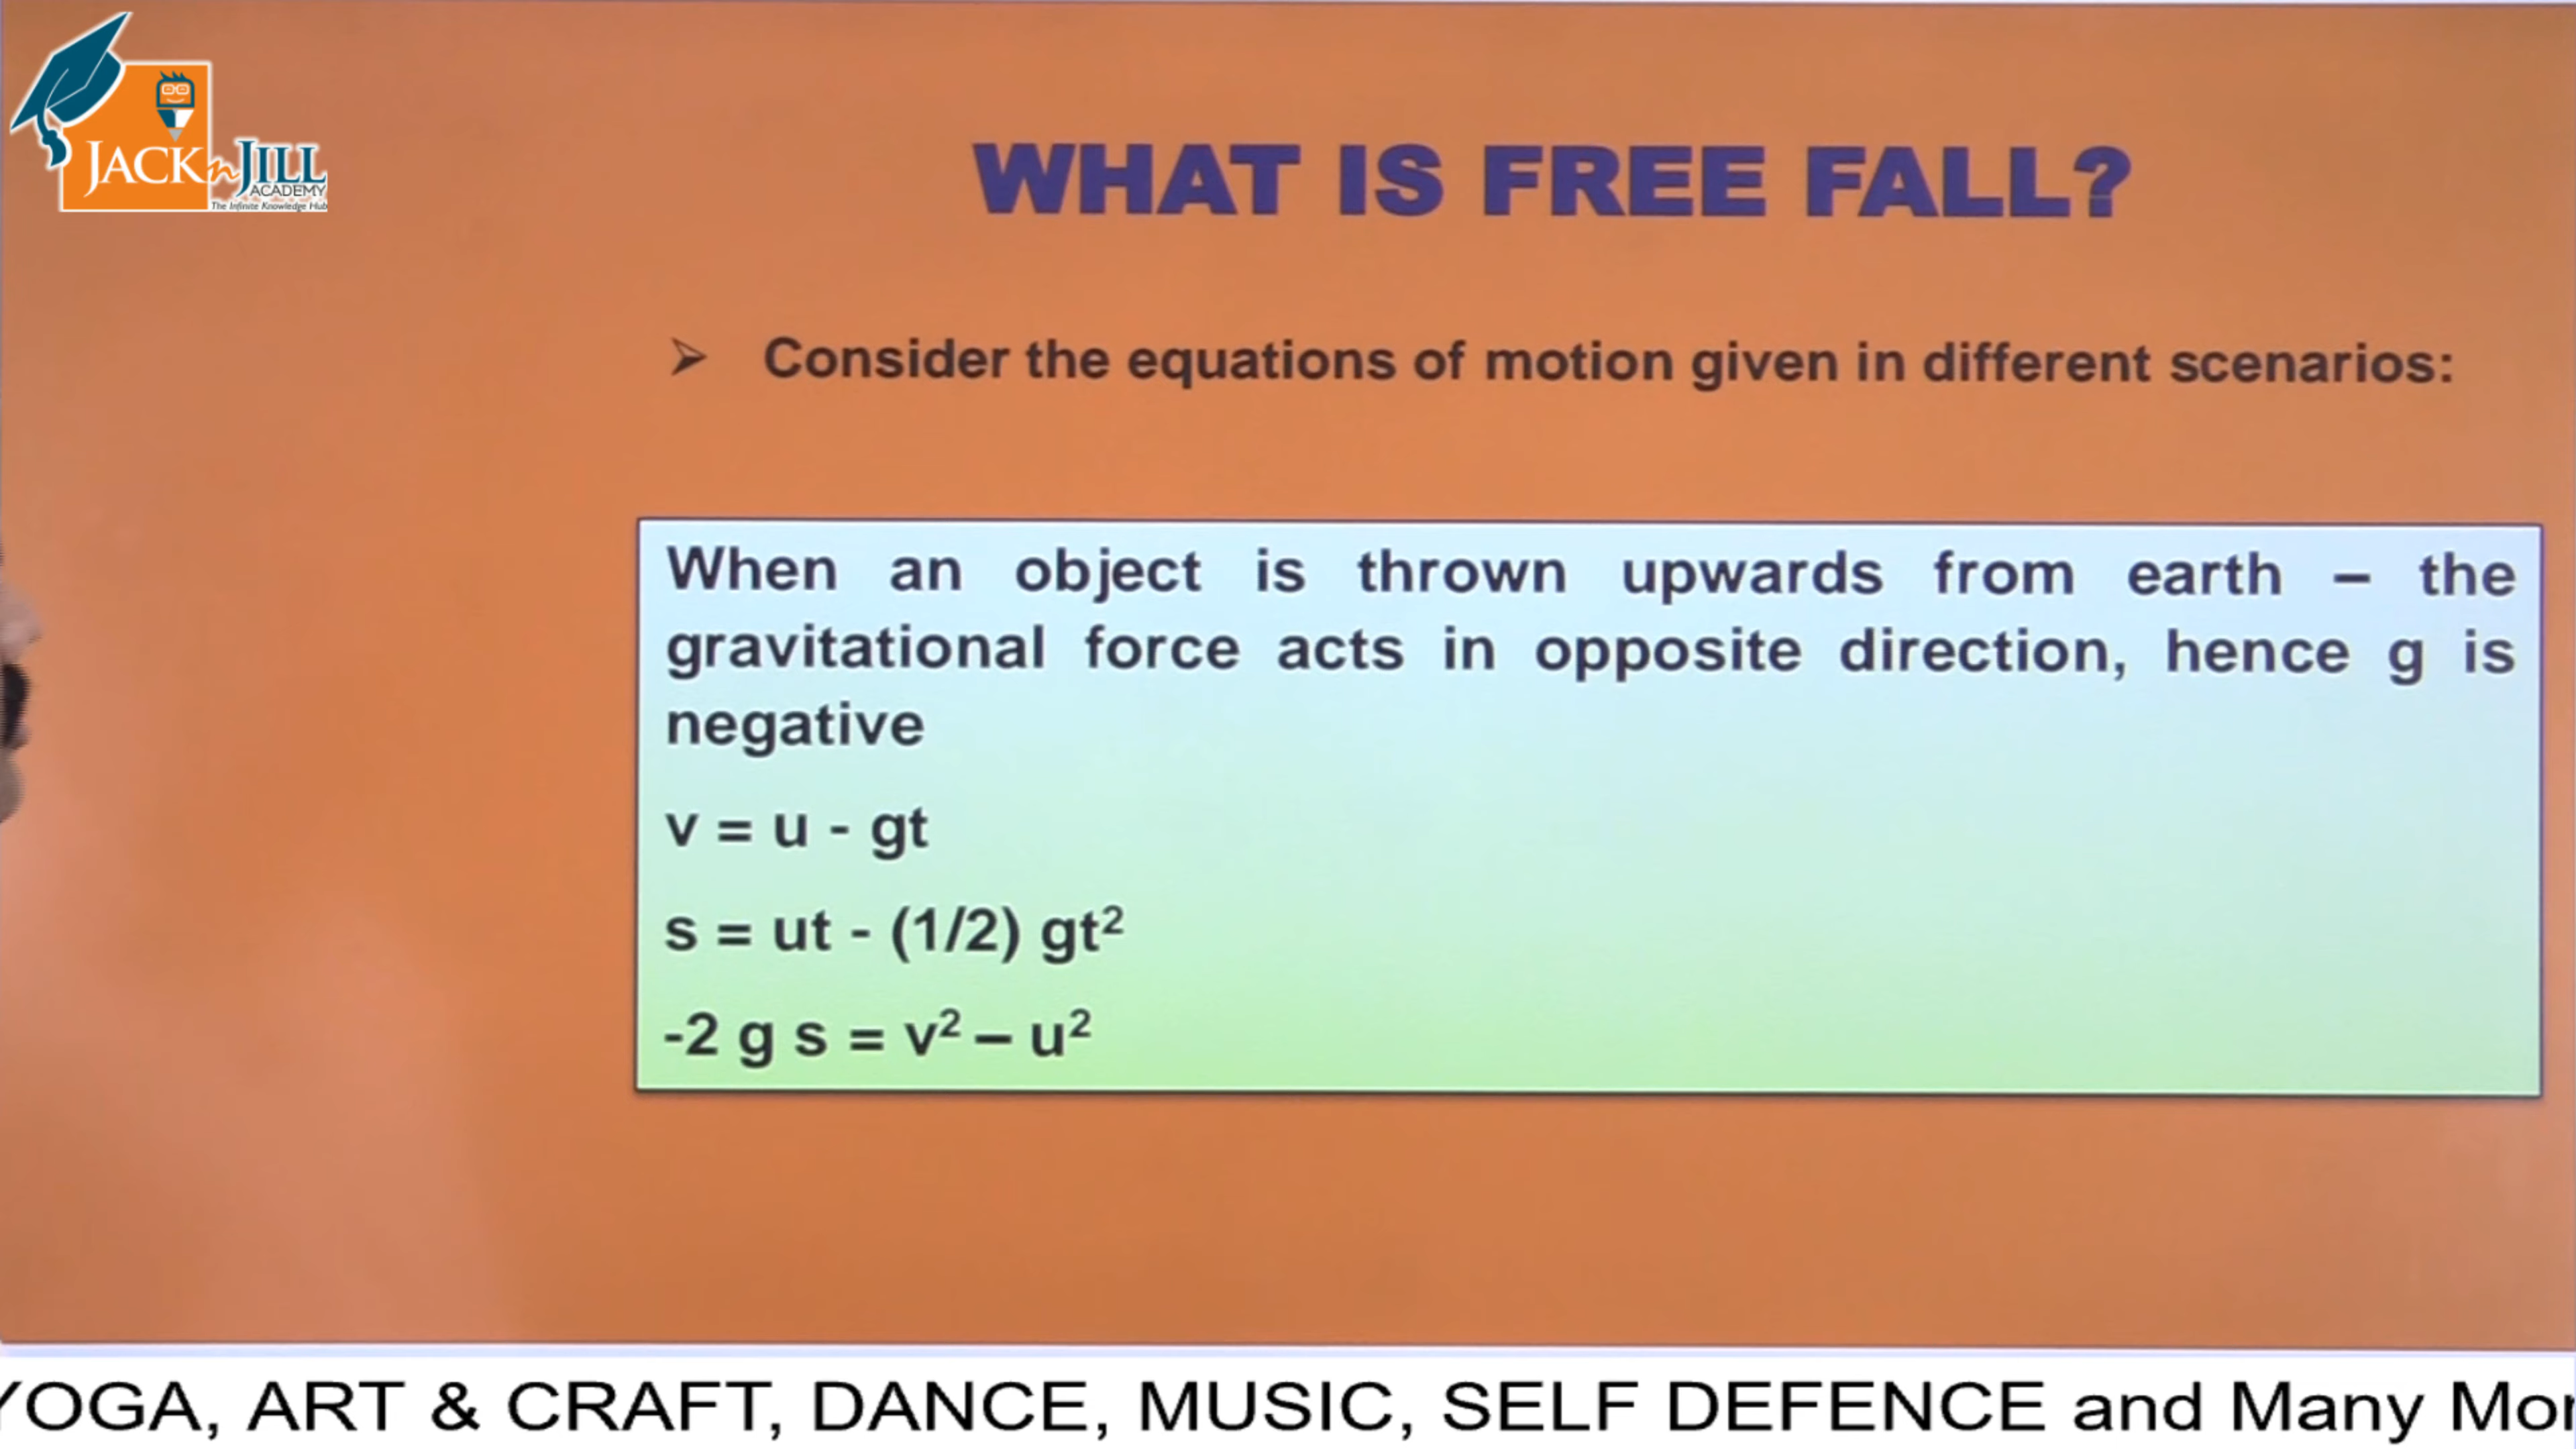 JACK n JILL
ACADEMY
The Infinite Knowledge Hub
WHAT IS FREE FALL?
➤ Consider the equations of motion given in different scenarios:
When an object is thrown upwards from earth – the
gravitational force acts in opposite direction, hence g is
negative
v = u - gt
s = ut - (1/2) gt²
-2 g s = v² – u²
YOGA, ART & CRAFT, DANCE, MUSIC, SELF DEFENCE and Many Mor